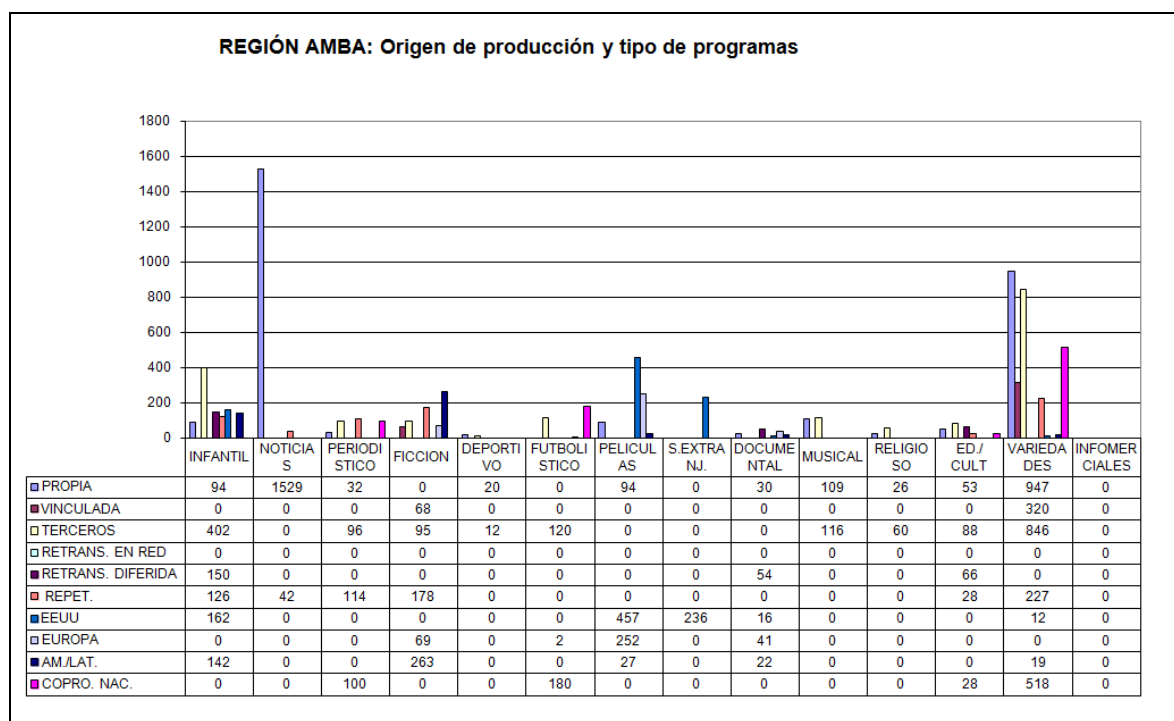 REGIÓN AMBA: Origen de producción y tipo de programas
1800
1600
1400
1200
1000
800
600
400
200
0
INFANTIL NOTICIAS PERIODISTICO FICCION DEPORTIVO FUTBOLISTICO PELICULAS S.EXTRANJ. DOCUMENTAL MUSICAL RELIGIOSO ED./CULT VARIEDADES INFOMERCIALES
PROPIA 94 1529 32 0 20 0 94 0 30 109 26 53 947 0
VINCULADA 0 0 0 68 0 0 0 0 0 0 0 0 320 0
TERCEROS 402 0 96 95 12 120 0 0 0 116 60 88 846 0
RETRANS. EN RED 0 0 0 0 0 0 0 0 0 0 0 0 0 0
RETRANS. DIFERIDA 150 0 0 0 0 0 0 0 54 0 0 66 0 0
REPET. 126 42 114 178 0 0 0 0 0 0 0 28 227 0
EEUU 162 0 0 0 0 0 457 236 16 0 0 0 12 0
EUROPA 0 0 0 69 0 2 252 0 41 0 0 0 0 0
AM./LAT. 142 0 0 263 0 0 27 0 22 0 0 0 19 0
COPRO. NAC. 0 0 100 0 0 180 0 0 0 0 0 28 518 0